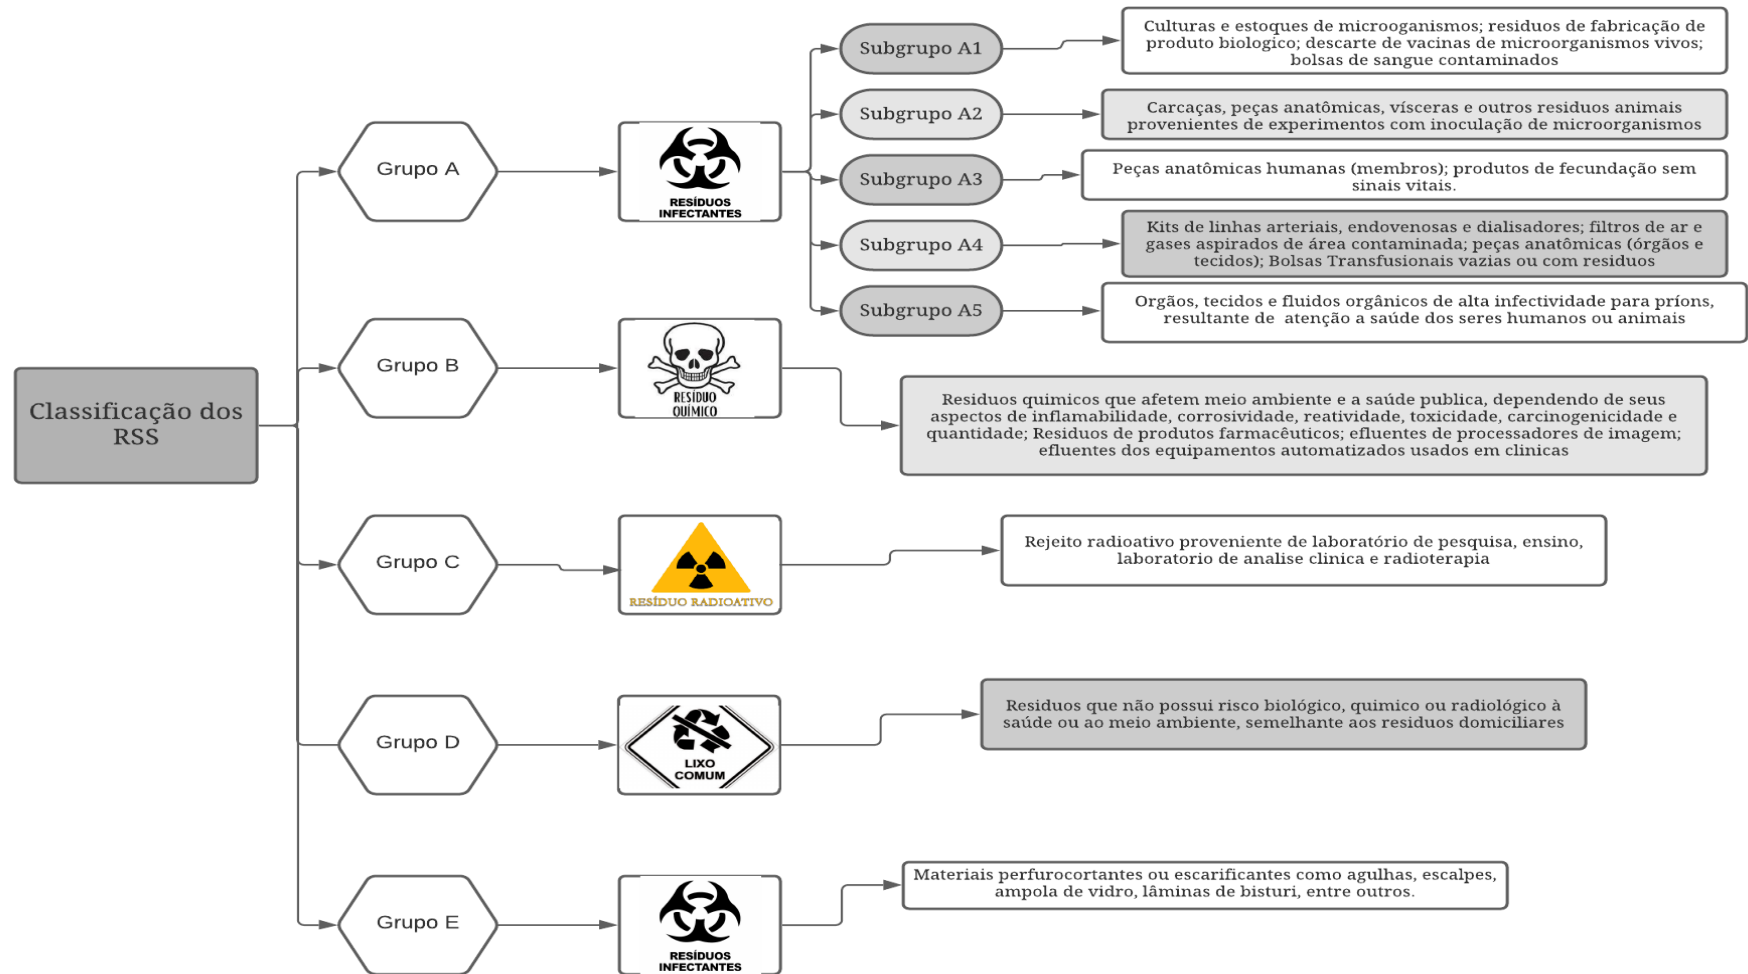 Classificação dos
RSS
Grupo A
RESÍDUOS
INFECTANTES
Subgrupo A1
Culturas e estoques de microoganismos; residuos de fabricação de
produto biologico; descarte de vacinas de microorganismos vivos;
bolsas de sangue contaminados
Subgrupo A2
Carcaças, peças anatômicas, vísceras e outros residuos animais
provenientes de experimentos com inoculação de microorganismos
Subgrupo A3
Peças anatômicas humanas (membros); produtos de fecundação sem
sinais vitais.
Subgrupo A4
Kits de linhas arteriais, endovenosas e dialisadores; filtros de ar e
gases aspirados de área contaminada; peças anatômicas (órgãos e
tecidos); Bolsas Transfusionais vazias ou com residuos
Subgrupo A5
Orgãos, tecidos e fluidos orgânicos de alta infectividade para príons,
resultante de atenção a saúde dos seres humanos ou animais
Grupo B
RESÍDUO
QUÍMICO
Residuos quimicos que afetem meio ambiente e a saúde publica, dependendo de seus
aspectos de inflamabilidade, corrosividade, reatividade, toxicidade, carcinogenicidade e
quantidade; Residuos de produtos farmacêuticos; efluentes de processadores de imagem;
efluentes dos equipamentos automatizados usados em clinicas
Grupo C
RESÍDUO RADIOATIVO
Rejeito radioativo proveniente de laboratório de pesquisa, ensino,
laboratorio de analise clinica e radioterapia
Grupo D
LIXO
COMUM
Residuos que não possui risco biológico, quimico ou radiológico à
saúde ou ao meio ambiente, semelhante aos residuos domiciliares
Grupo E
RESÍDUOS
INFECTANTES
Materiais perfurocortantes ou escarificantes como agulhas, escalpes,
ampola de vidro, lâminas de bisturi, entre outros.